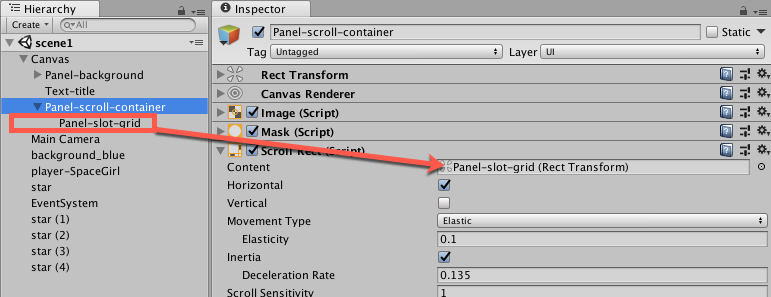 Hierarchy
Create
All
scene1
Canvas
Panel-background
Text-title
Panel-scroll-container
Panel-slot-grid
Main Camera
background_blue
player-SpaceGirl
star
EventSystem
star (1)
star (2)
star (3)
star (4)
Inspector
Panel-scroll-container
Static
Tag Untagged Layer UI
Rect Transform
Canvas Renderer
Image (Script)
Mask (Script)
Scroll Rect (Script)
Content Panel-slot-grid (Rect Transform)
Horizontal
Vertical
Movement Type Elastic
Elasticity 0.1
Inertia
Deceleration Rate 0.135
Scroll Sensitivity 1